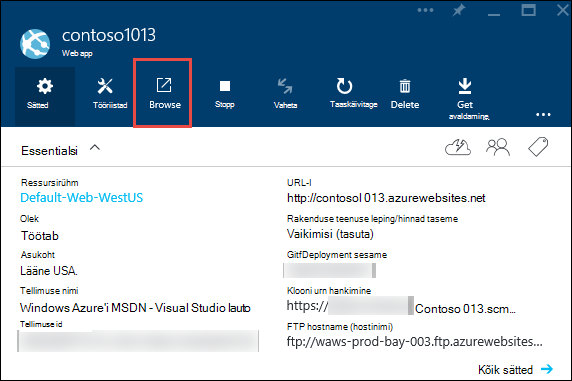 contoso1013
Web app
Sätted
Tööriistad
Browse
Stopp
Vaheta
Taaskäivitage
Delete
Get
avaldamine.
Essentialsi
Ressursirühm
Default-Web-WestUS
Olek
Töötab
Asukoht
Lääne USA.
Tellimuse nimi
Windows Azure'i MSDN - Visual Studio lauto
Tellimuse id
URL-I
http://contosol 013.azurewebsites.net
Rakenduse teenuse leping/hinnad taseme
Vaikimisi (tasuta)
GitfDeployment sesame
Klooni urn hankimine
https:/ Contoso 013.scm...
FTP hostname (hostinimi)
ftp://waws-prod-bay-003.ftp.azurewebsites...
Kõik sätted